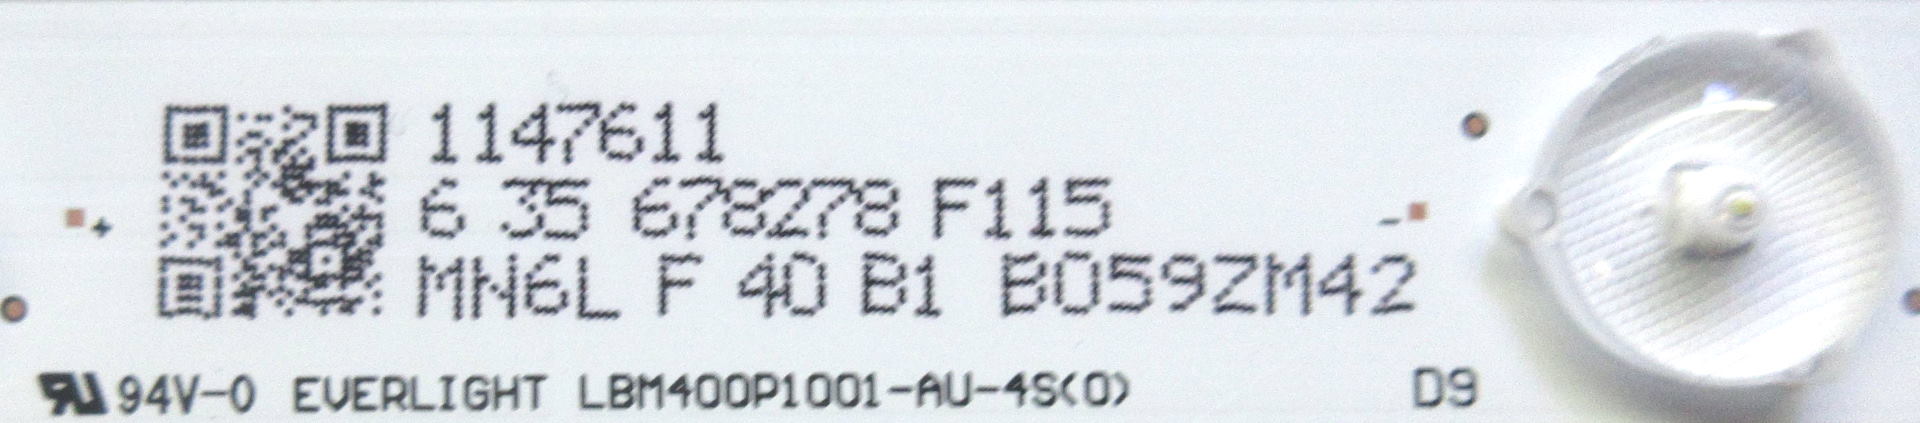 1147611
6 35 678278 F115
MN6L F 40 B1 B059ZM42
+ -
94V-0 EVERLIGHT LBM400P1001-AU-4S(0) D9